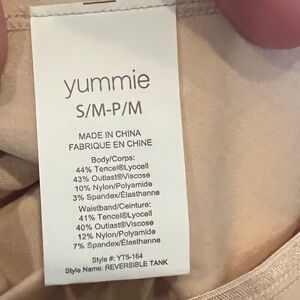 yummie
S/M-P/M
MADE IN CHINA
FABRIQUE EN CHINE
Body/Corps:
44% Tencel®Lyocell
43% Outlast®Viscose
10% Nylon/Polyamide
3% Spandex/Élasthanne
Waistband/Ceinture:
41% Tencel®Lyocell
40% Outlast®Viscose
12% Nylon/Polyamide
7% Spandex/Élasthanne
Style #: YT5-164
Style Name: REVERSIBLE TANK